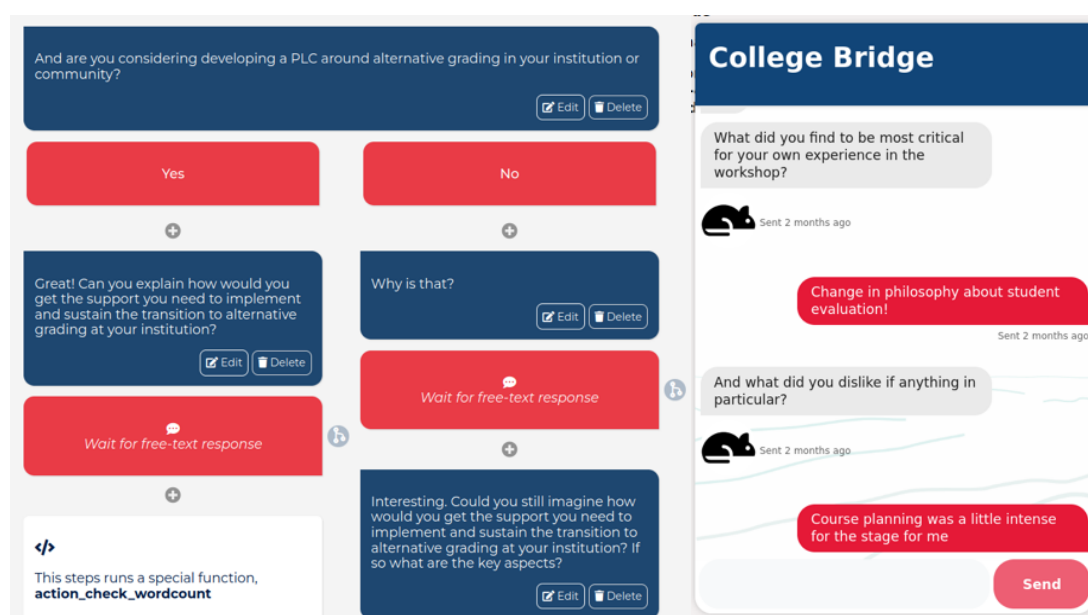 And are you considering developing a PLC around alternative grading in your institution or
community?
Edit
Delete
Yes
No
Great! Can you explain how would you
get the support you need to implement
and sustain the transition to alternative
grading at your institution?
Edit
Delete
Wait for free-text response
</>
This steps runs a special function,
action_check_wordcount
Why is that?
Edit
Delete
Wait for free-text response
Interesting. Could you still imagine how
would you get the support you need to
implement and sustain the transition to
alternative grading at your institution? If
so what are the key aspects?
Edit
Delete
College Bridge
What did you find to be most critical
for your own experience in the
workshop?
Sent 2 months ago
Change in philosophy about student
evaluation!
Sent 2 months ago
And what did you dislike if anything in
particular?
Sent 2 months ago
Course planning was a little intense
for the stage for me
Send